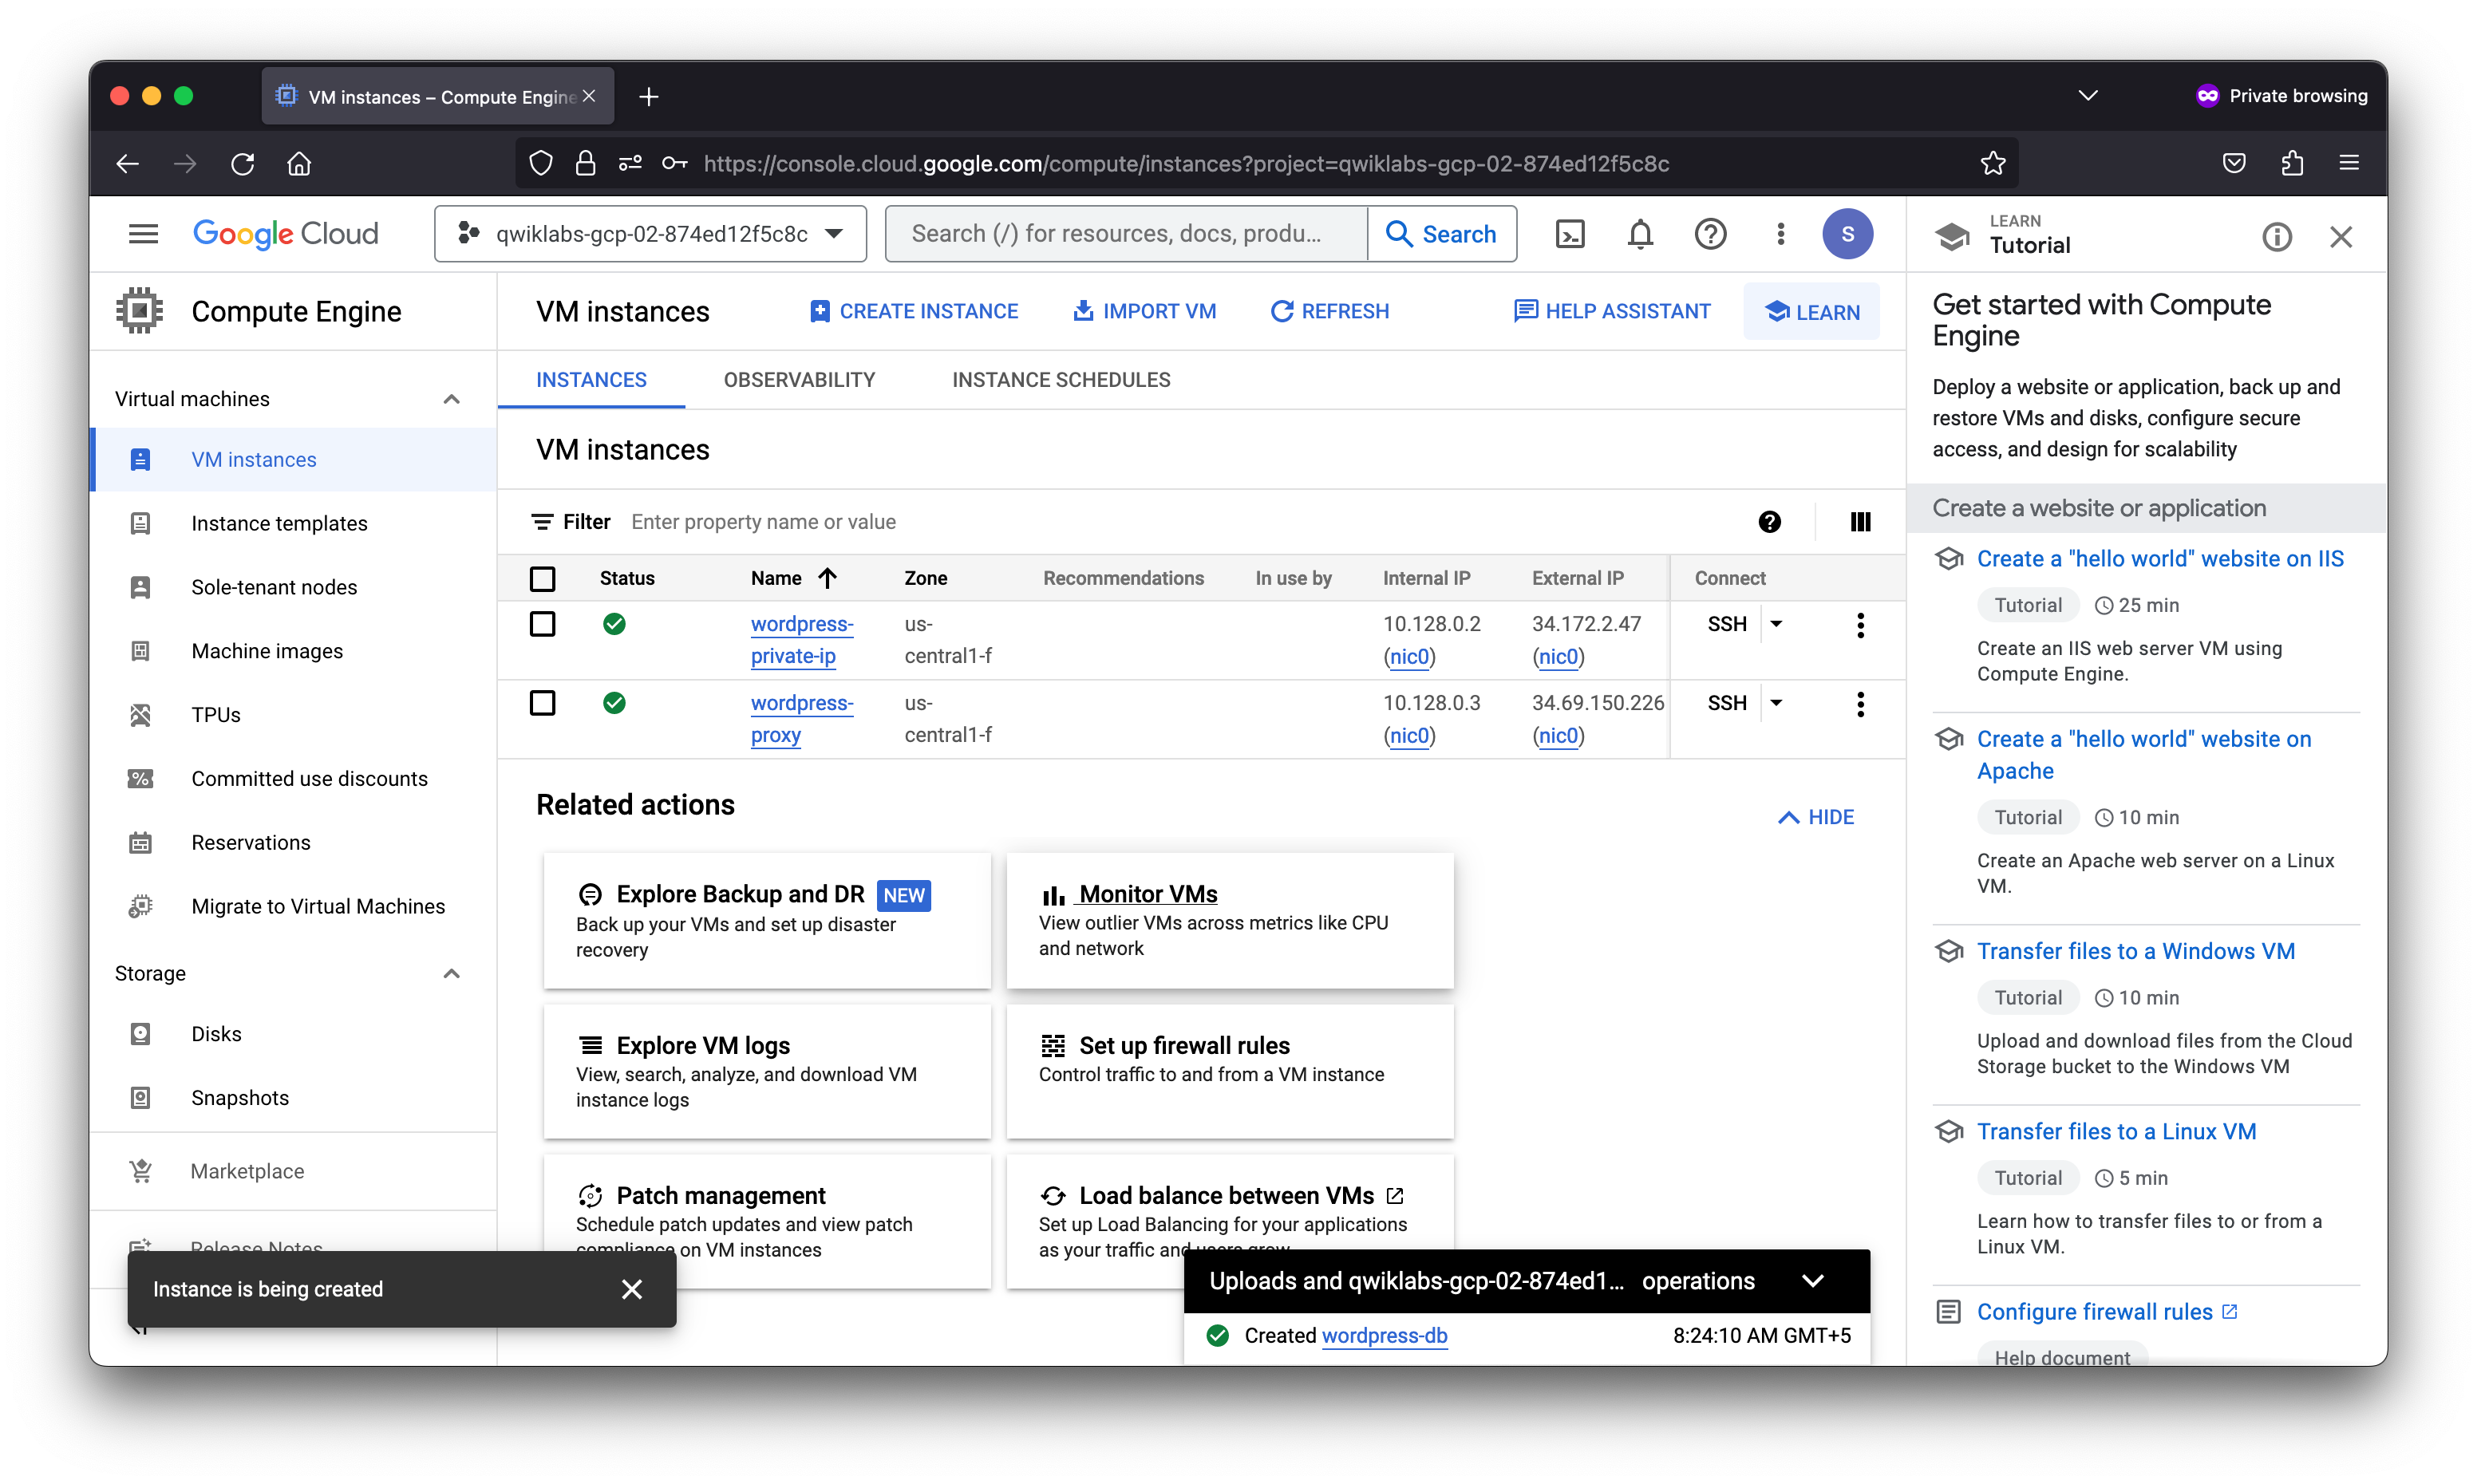 VM instances – Compute Engine
Private browsing
https://console.cloud.google.com/compute/instances?project=qwiklabs-gcp-02-874ed12f5c8c
Google Cloud
qwiklabs-gcp-02-874ed12f5c8c
Search (/) for resources, docs, produ...
Search
S
LEARN
Tutorial
Compute Engine
VM instances
CREATE INSTANCE
IMPORT VM
REFRESH
HELP ASSISTANT
LEARN
Virtual machines
VM instances
Instance templates
Sole-tenant nodes
Machine images
TPUs
Committed use discounts
Reservations
Migrate to Virtual Machines
Storage
Disks
Snapshots
Marketplace
Release Notes
INSTANCES
OBSERVABILITY
INSTANCE SCHEDULES
VM instances
Filter
Enter property name or value
Status
Name
Zone
Recommendations
In use by
Internal IP
External IP
Connect
wordpress-
private-ip
us-
central1-f
10.128.0.2
(nic0)
34.172.2.47
(nic0)
SSH
wordpress-
proxy
us-
central1-f
10.128.0.3
(nic0)
34.69.150.226
(nic0)
SSH
Related actions
HIDE
Explore Backup and DR NEW
Back up your VMs and set up disaster
recovery
Monitor VMs
View outlier VMs across metrics like CPU
and network
Explore VM logs
View, search, analyze, and download VM
instance logs
Set up firewall rules
Control traffic to and from a VM instance
Patch management
Schedule patch updates and view patch
compliance on VM instances
Load balance between VMs
Set up Load Balancing for your applications
as your traffic and users grow
Instance is being created
Uploads and qwiklabs-gcp-02-874ed1... operations
Created wordpress-db
8:24:10 AM GMT+5
Get started with Compute
Engine
Deploy a website or application, back up and
restore VMs and disks, configure secure
access, and design for scalability
Create a website or application
Create a "hello world" website on IIS
Tutorial
25 min
Create an IIS web server VM using
Compute Engine.
Create a "hello world" website on
Apache
Tutorial
10 min
Create an Apache web server on a Linux
VM.
Transfer files to a Windows VM
Tutorial
10 min
Upload and download files from the Cloud
Storage bucket to the Windows VM
Transfer files to a Linux VM
Tutorial
5 min
Learn how to transfer files to or from a
Linux VM.
Configure firewall rules
Help document